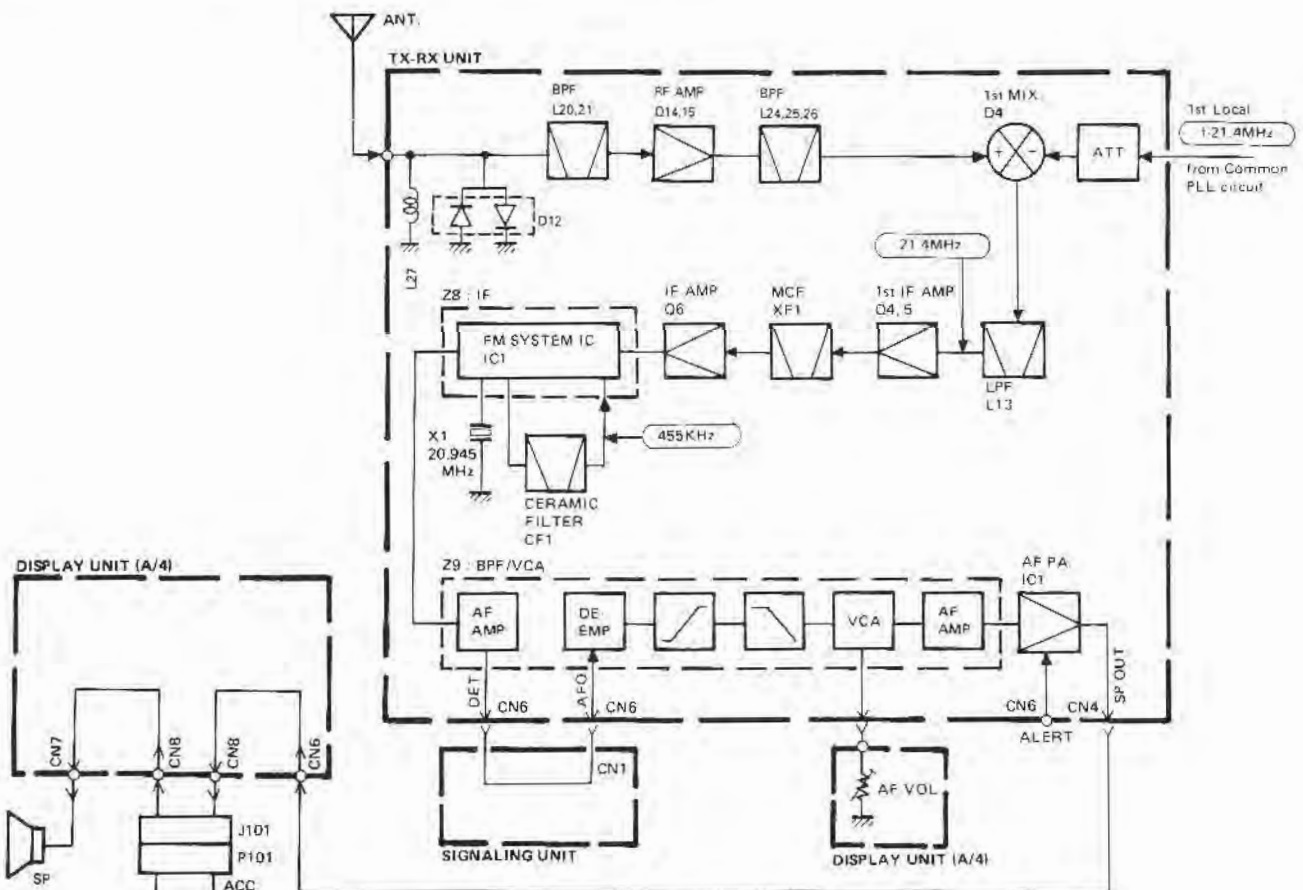 ANT.
TX-RX UNIT
BPF
L20,21
RF AMP
Q14,15
BPF
L24,25,26
1st MIX
D4
+
−
ATT
1st Local
f-21.4MHz
from Common
PLL circuit
D12
L27
21.4MHz
Z8 : IF
FM SYSTEM IC
IC1
IF AMP
Q6
MCF
XF1
1st IF AMP
Q4,5
LPF
L13
X1
20.945
MHz
455KHz
CERAMIC
FILTER
CF1
DISPLAY UNIT (A/4)
Z9 : BPF/VCA
AF
AMP
DE-
EMP
VCA
AF
AMP
AF PA
IC1
DET
CN6
AFO
CN6
CN6
CN4
SP OUT
ALERT
CN7
CN8
CN8
CN6
CN1
SIGNALING UNIT
AF VOL
DISPLAY UNIT (A/4)
SP
J101
P101
ACC